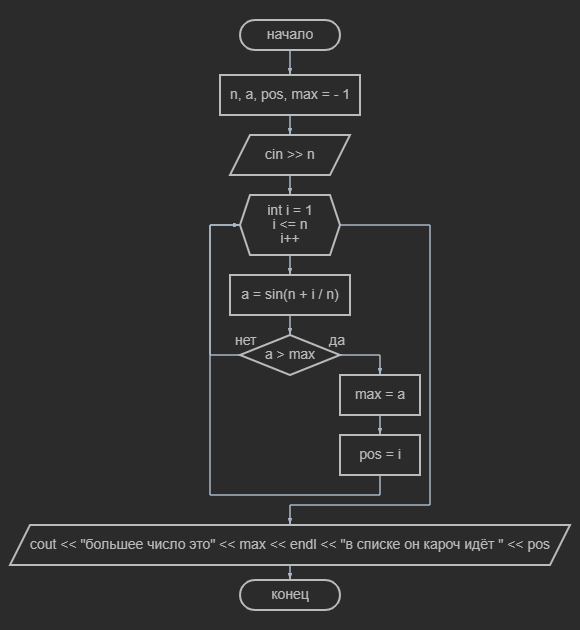 начало
n, a, pos, max = - 1
cin >> n
int i = 1
i <= n
i++
a = sin(n + i / n)
нет
да
a > max
max = a
pos = i
cout << "большее число это" << max << endl << "в списке он кароч идёт " << pos
конец